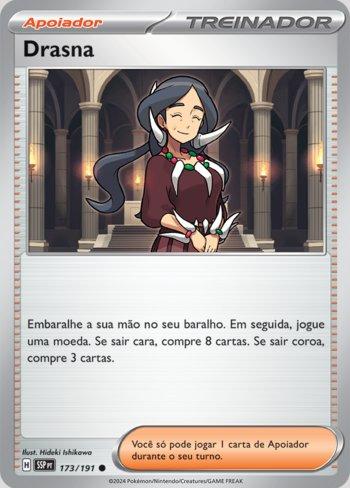 Apoiador
TREINADOR
Drasna
Embaralhe a sua mão no seu baralho. Em seguida, jogue
uma moeda. Se sair cara, compre 8 cartas. Se sair coroa,
compre 3 cartas.
Ilust. Hideki Ishikawa
H SSP PT 173/191 ●
Você só pode jogar 1 carta de Apoiador
durante o seu turno.
©2024 Pokémon/Nintendo/Creatures/GAME FREAK